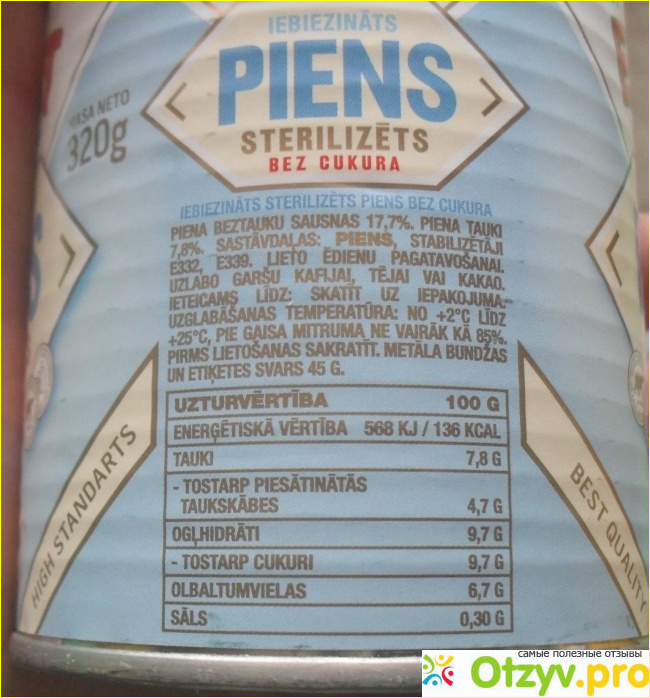 IEBIEZINĀTS
PIENS
STERILIZĒTS
BEZ CUKURA
MASA NETO
320g
IEBIEZINĀTS STERILIZĒTS PIENS BEZ CUKURA
PIENA BEZTAUKU SAUSNAS 17,7%. PIENA TAUKI
7,8%. SASTĀVDAĻAS: PIENS, STABILIZĒTĀJI
E332, E339. LIETO ĒDIENU PAGATAVOŠANAI.
UZLABO GARŠU KAFIJAI, TĒJAI VAI KAKAO.
IETEICAMS LĪDZ: SKATĪT UZ IEPAKOJUMA.
UZGLABĀŠANAS TEMPERATŪRA: NO +2°C LĪDZ
+25°C, PIE GAISA MITRUMA NE VAIRĀK KĀ 85%.
PIRMS LIETOŠANAS SAKRATĪT. METĀLA BUNDŽAS
UN ETIĶETES SVARS 45 G.
UZTURVĒRTĪBA 100 G
ENERĢĒTISKĀ VĒRTĪBA 568 KJ / 136 KCAL
TAUKI 7,8 G
- TOSTARP PIESĀTINĀTĀS
TAUKSKĀBES 4,7 G
OGĻHIDRĀTI 9,7 G
- TOSTARP CUKURI 9,7 G
OLBALTUMVIELAS 6,7 G
SĀLS 0,30 G
HIGH STANDARTS
BEST QUALITY
самые полезные отзывы
Otzyv.pro